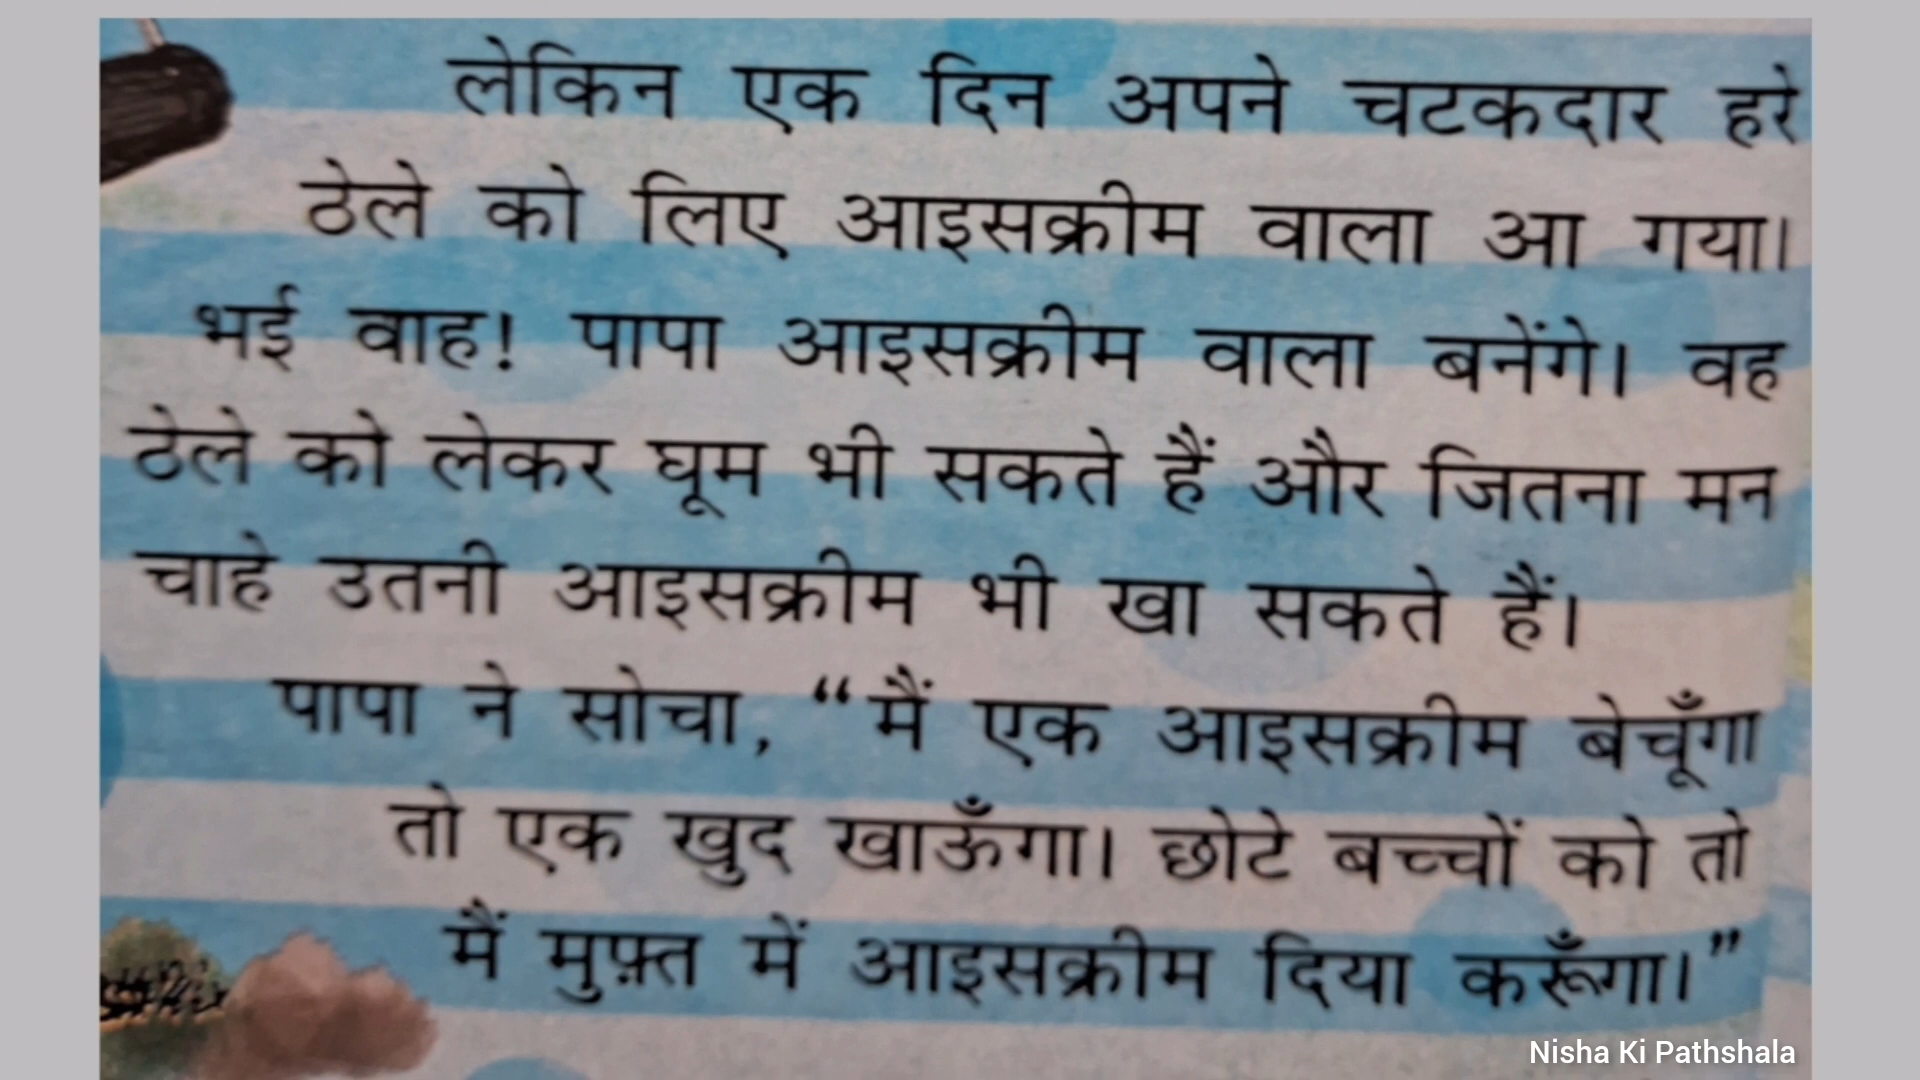 लेकिन एक दिन अपने चटकदार हरे
ठेले को लिए आइसक्रीम वाला आ गया।
भई वाह! पापा आइसक्रीम वाला बनेंगे। वह
ठेले को लेकर घूम भी सकते हैं और जितना मन
चाहे उतनी आइसक्रीम भी खा सकते हैं।
पापा ने सोचा, “मैं एक आइसक्रीम बेचूँगा
तो एक खुद खाऊँगा। छोटे बच्चों को तो
मैं मुफ़्त में आइसक्रीम दिया करूँगा।”
Nisha Ki Pathshala